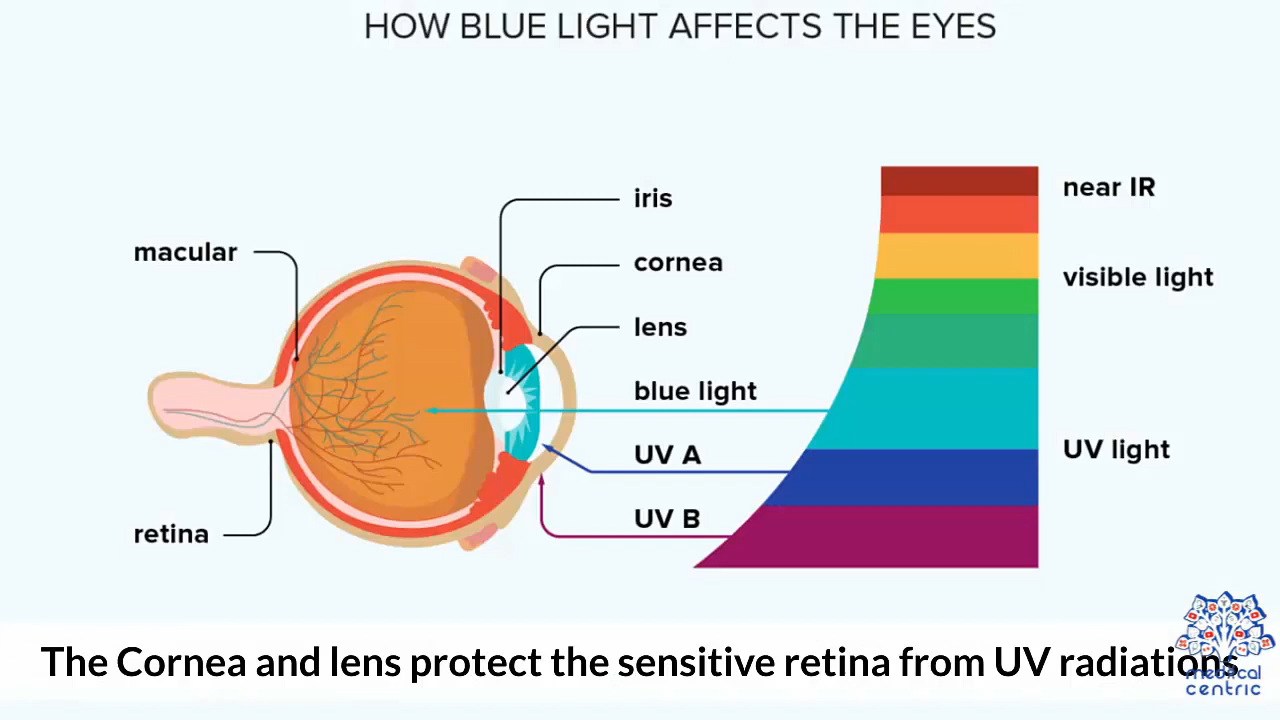 HOW BLUE LIGHT AFFECTS THE EYES
near IR
iris
macular
cornea
visible light
lens
blue light
UV A
UV light
UV B
retina
The Cornea and lens protect the sensitive retina from UV radiations
medical
centric